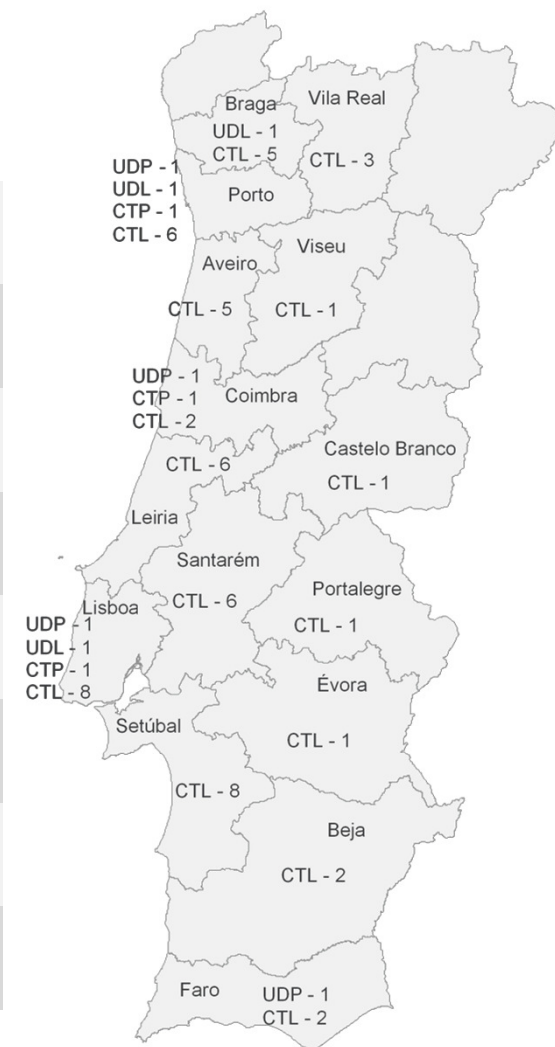 Braga
UDL - 1
CTL - 5
Vila Real
CTL - 3
UDP - 1
UDL - 1
CTP - 1
CTL - 6
Porto
Aveiro
CTL - 5
Viseu
CTL - 1
UDP - 1
CTP - 1
CTL - 2
Coimbra
Castelo Branco
CTL - 1
CTL - 6
Leiria
Santarém
CTL - 6
Portalegre
CTL - 1
Lisboa
UDP - 1
UDL - 1
CTP - 1
CTL - 8
Évora
CTL - 1
Setúbal
CTL - 8
Beja
CTL - 2
Faro
UDP - 1
CTL - 2